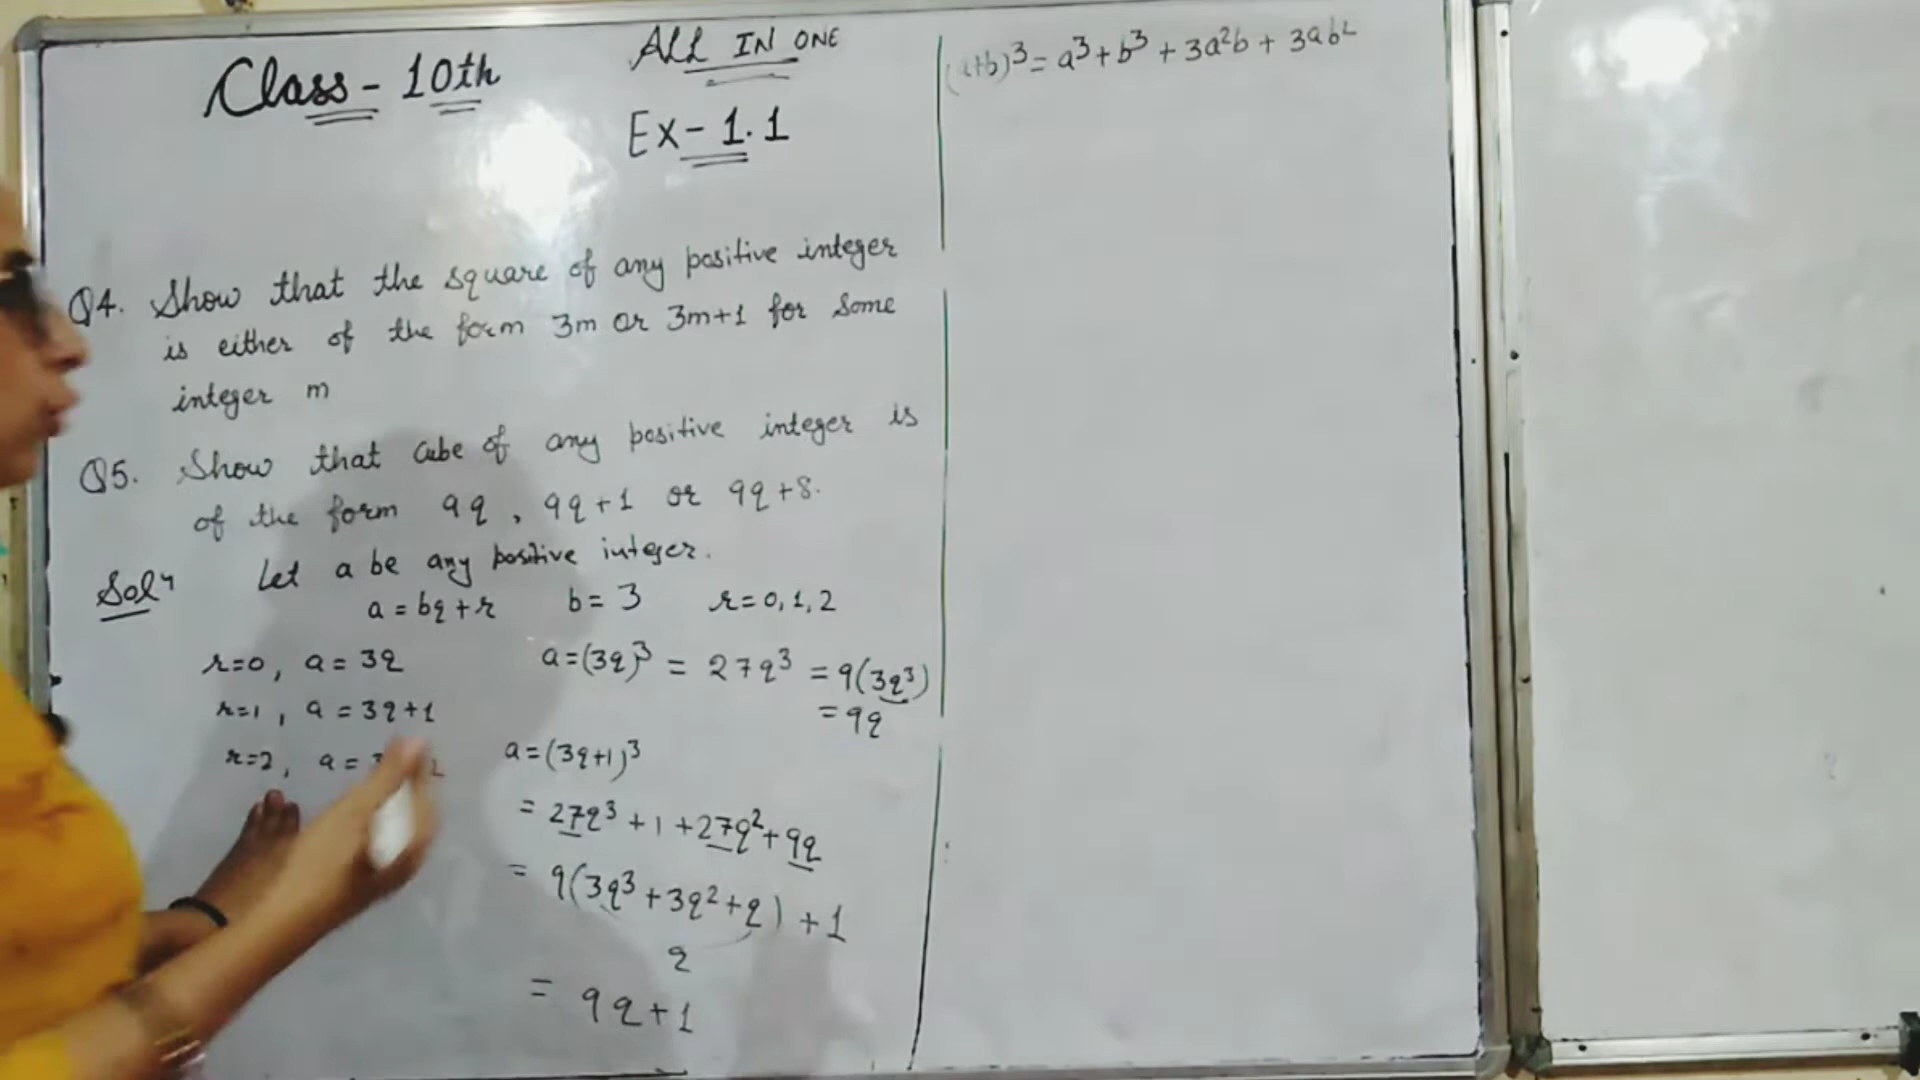 Class - 10th
ALL IN ONE
Ex - 1.1
Q4. Show that the square of any positive integer
is either of the form 3m or 3m+1 for some
integer m
Q5. Show that cube of any positive integer is
of the form 9q, 9q+1 or 9q+8.
Solⁿ Let a be any positive integer.
a = bq + r b = 3 r = 0, 1, 2
r=0, a = 3q
r=1, a = 3q+1
r=2, a =
a = (3q)³ = 27q³ = 9(3q³)
= 9q
a = (3q+1)³
= 27q³ + 1 + 27q² + 9q
= 9(3q³ + 3q² + q) + 1
q
= 9q + 1
(a+b)³ = a³ + b³ + 3a²b + 3ab²